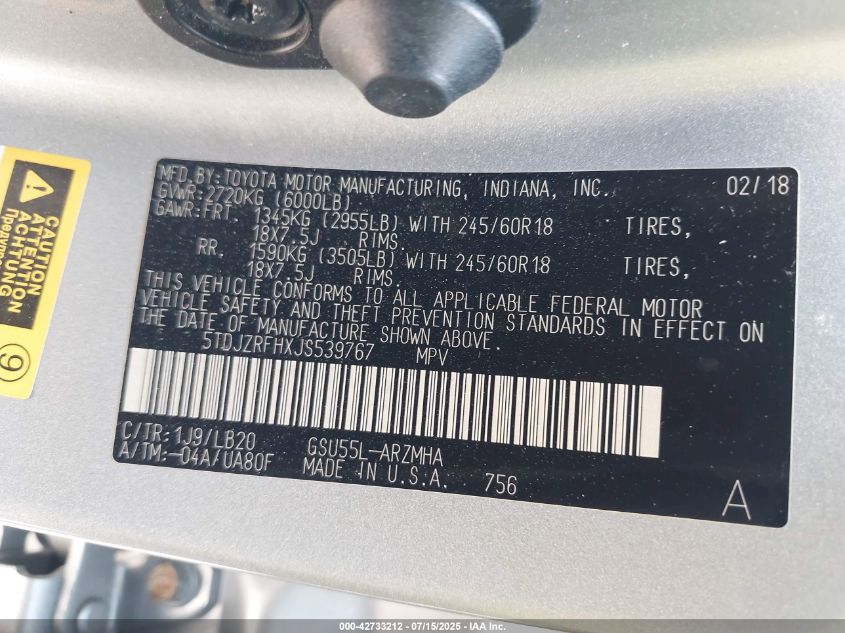 MFD. BY: TOYOTA MOTOR MANUFACTURING, INDIANA, INC. 02/18
GVWR: 2720KG (6000LB)
GAWR: FRT 1345KG (2955LB) WITH 245/60R18 TIRES,
18X7.5J RIMS.
RR. 1590KG (3505LB) WITH 245/60R18 TIRES,
18X7.5J RIMS.
THIS VEHICLE CONFORMS TO ALL APPLICABLE FEDERAL MOTOR
VEHICLE SAFETY AND THEFT PREVENTION STANDARDS IN EFFECT ON
THE DATE OF MANUFACTURE SHOWN ABOVE.
5TDJZRFHXJS539767 MPV
C/TR: 1J9/LB20 GSU55L-ARZMHA
A/TM: -04A/UA80F MADE IN U.S.A. 756
A
CAUTION
ATTENTION
ACHTUNG
9
000-42733212 - 07/15/2025 - IAA Inc.